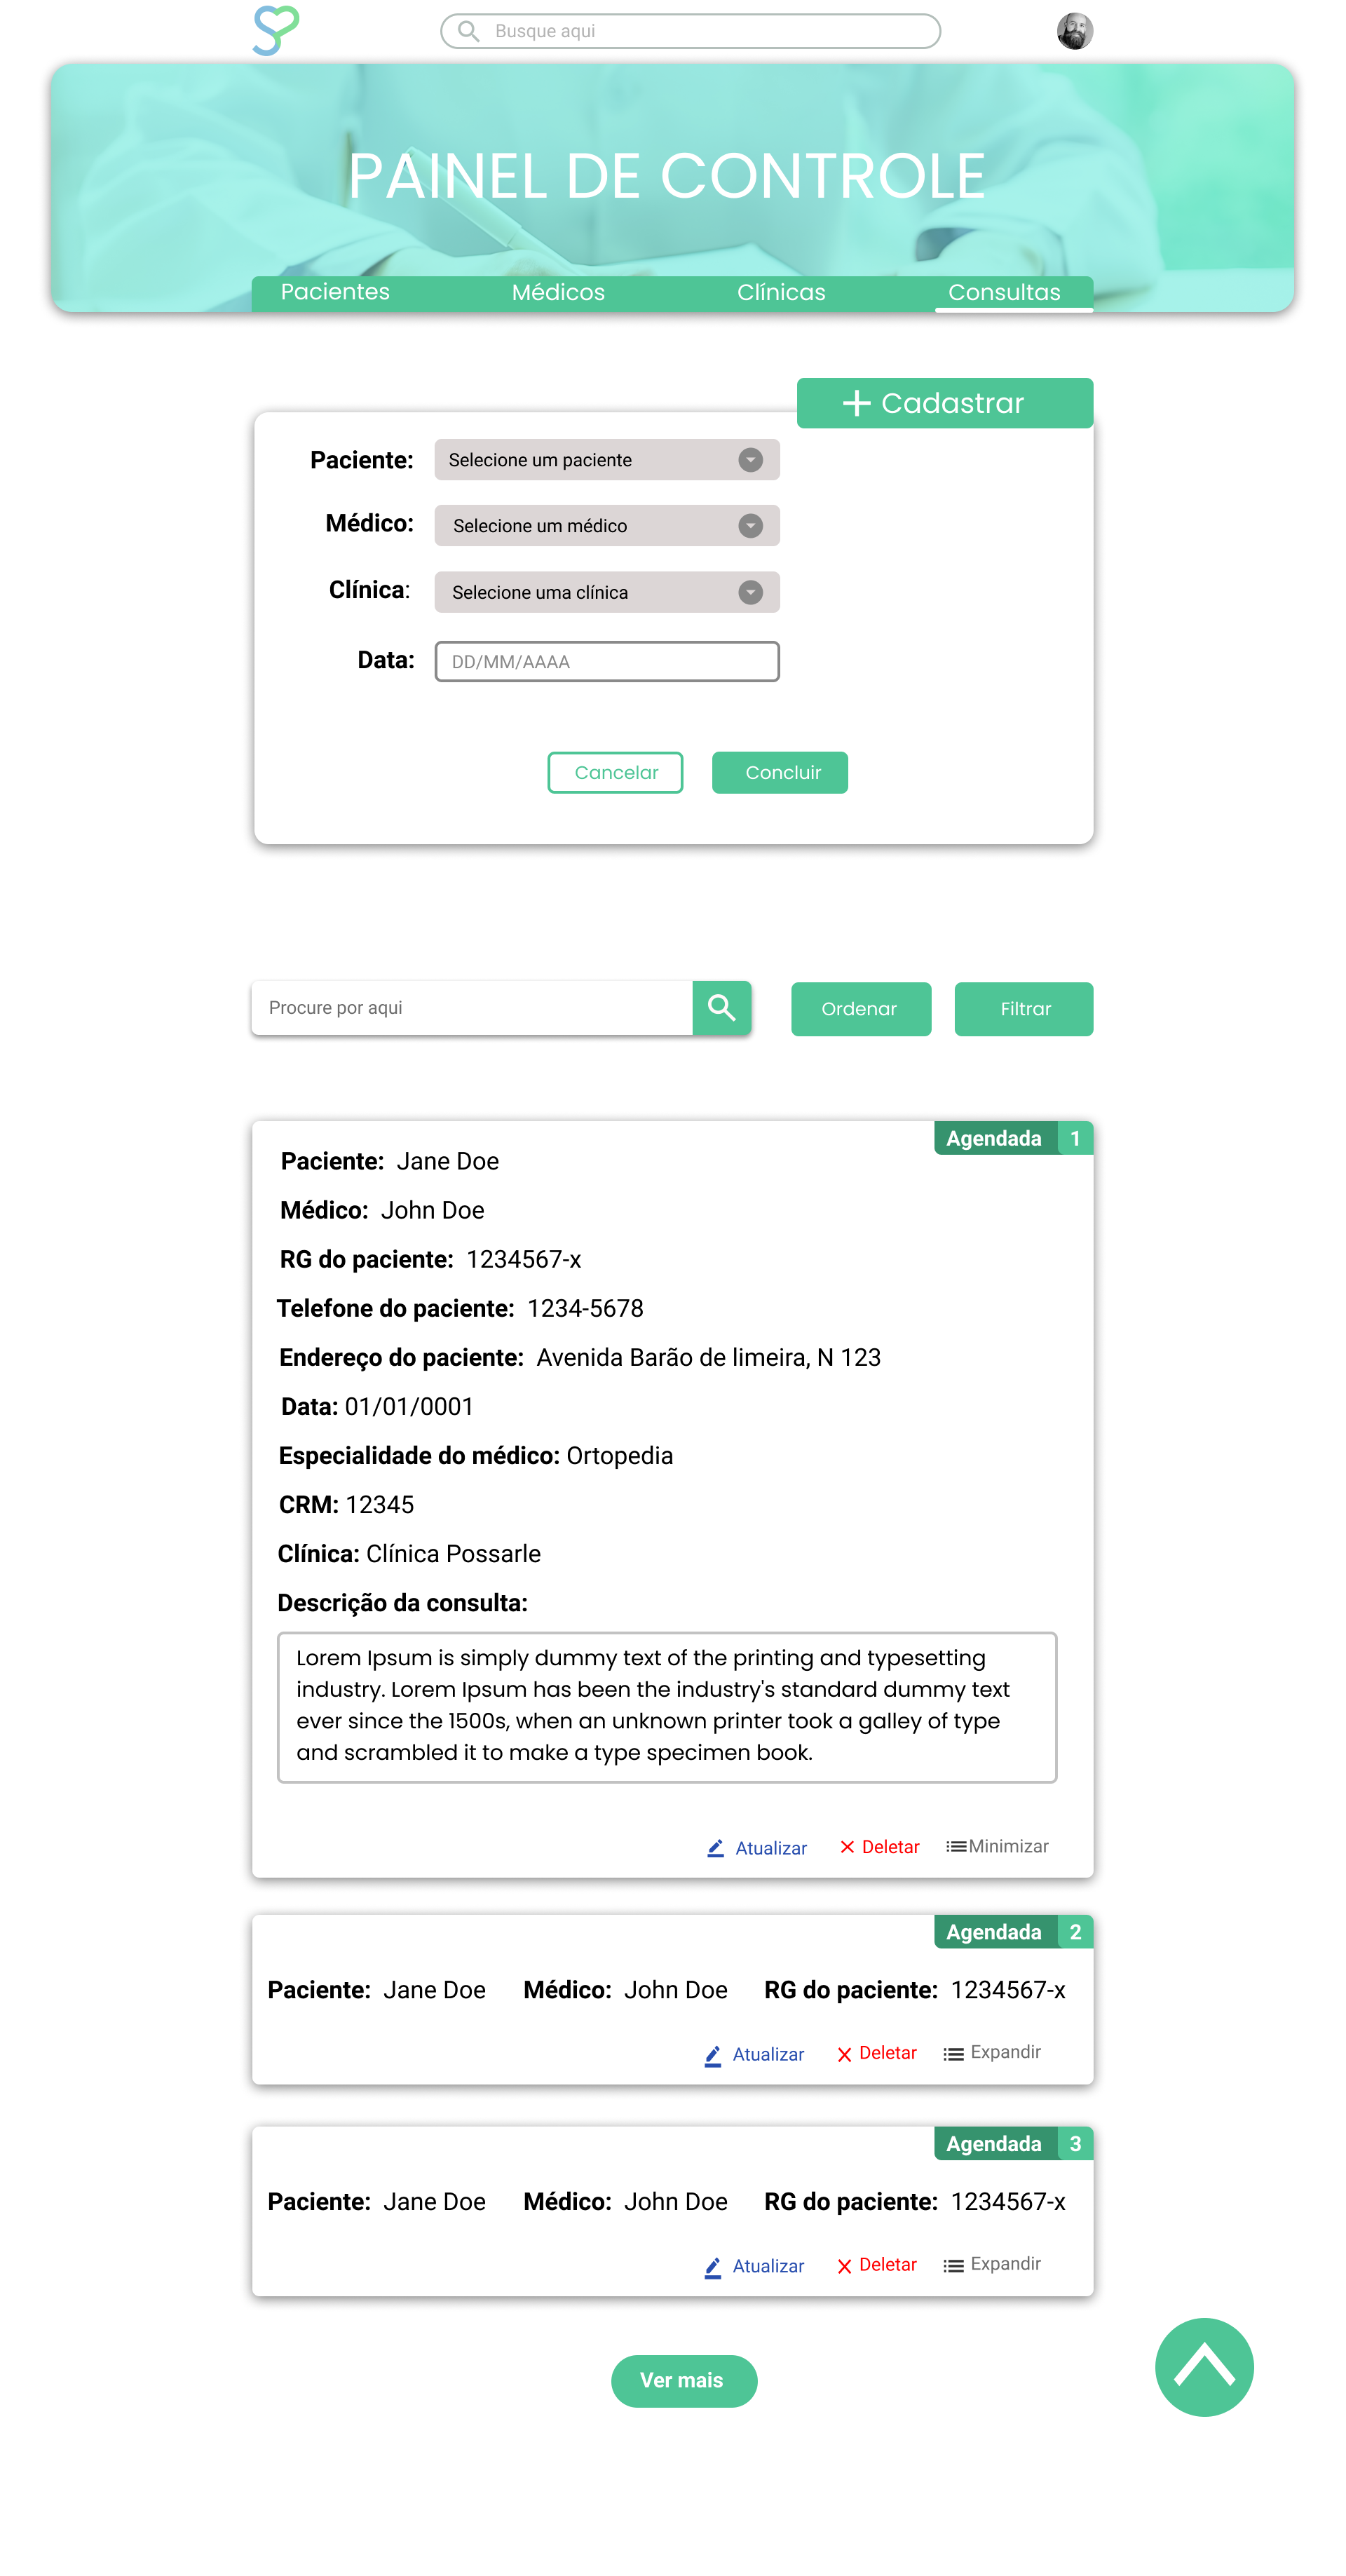 Busque aqui
PAINEL DE CONTROLE
Pacientes Médicos Clínicas Consultas
Cadastrar
Paciente: Selecione um paciente
Médico: Selecione um médico
Clínica: Selecione uma clínica
Data: DD/MM/AAAA
Cancelar Concluir
Procure por aqui Ordenar Filtrar
Agendada 1
Paciente: Jane Doe
Médico: John Doe
RG do paciente: 1234567-x
Telefone do paciente: 1234-5678
Endereço do paciente: Avenida Barão de limeira, N 123
Data: 01/01/0001
Especialidade do médico: Ortopedia
CRM: 12345
Clínica: Clínica Possarle
Descrição da consulta:
Lorem Ipsum is simply dummy text of the printing and typesetting
industry. Lorem Ipsum has been the industry's standard dummy text
ever since the 1500s, when an unknown printer took a galley of type
and scrambled it to make a type specimen book.
Atualizar Deletar Minimizar
Agendada 2
Paciente: Jane Doe Médico: John Doe RG do paciente: 1234567-x
Atualizar Deletar Expandir
Agendada 3
Paciente: Jane Doe Médico: John Doe RG do paciente: 1234567-x
Atualizar Deletar Expandir
Ver mais